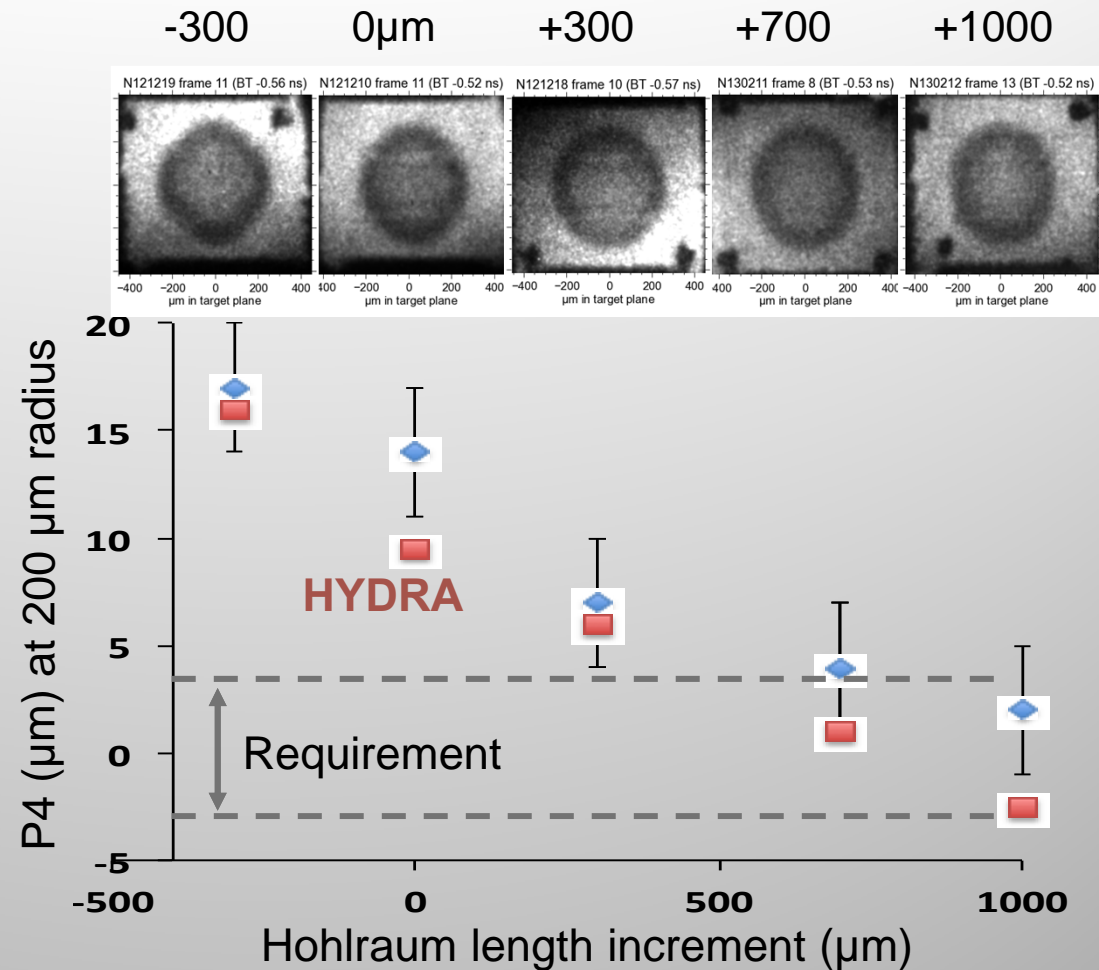 -300 0µm +300 +700 +1000
N121219 frame 11 (BT -0.56 ns) N121210 frame 11 (BT -0.52 ns) N121218 frame 10 (BT -0.57 ns) N130211 frame 8 (BT -0.53 ns) N130212 frame 13 (BT -0.52 ns)
−400 −200 0 200 400 −400 −200 0 200 400 −400 −200 0 200 400 −400 −200 0 200 400 −400 −200 0 200 400
µm in target plane µm in target plane µm in target plane µm in target plane µm in target plane
P4 (µm) at 200 µm radius
20
15
10
HYDRA
5
Requirement
0
-5
-500 0 500 1000
Hohlraum length increment (µm)